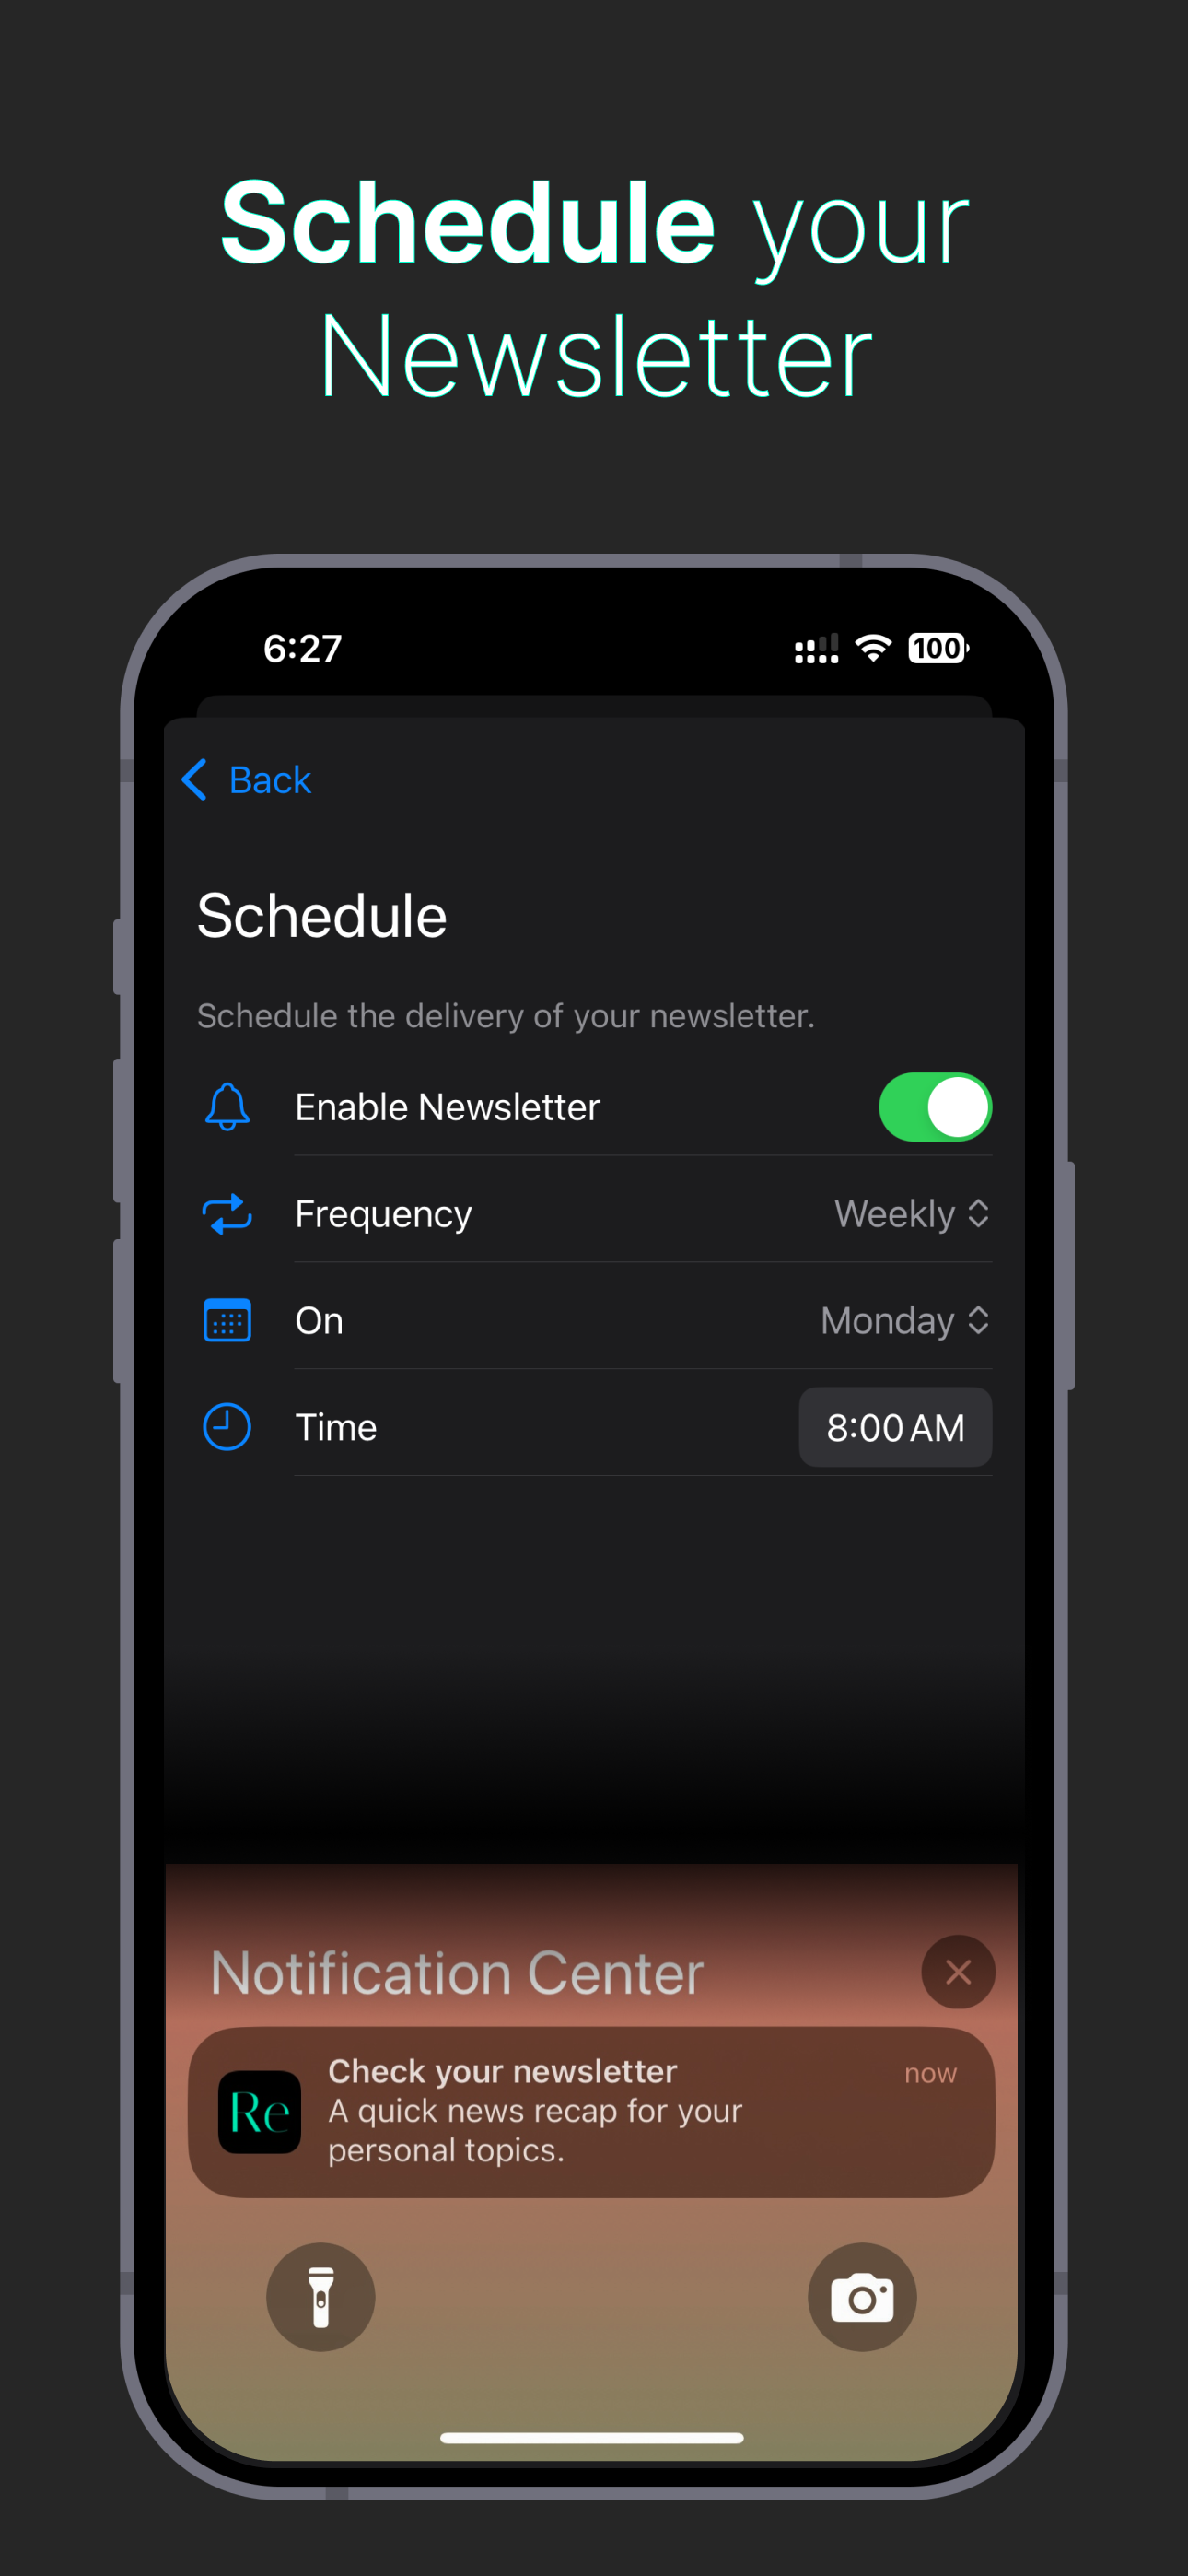 Schedule your
Newsletter
6:27
100
Back
Schedule
Schedule the delivery of your newsletter.
Enable Newsletter
Frequency Weekly
On Monday
Time 8:00 AM
Notification Center
Check your newsletter now
Re
A quick news recap for your
personal topics.